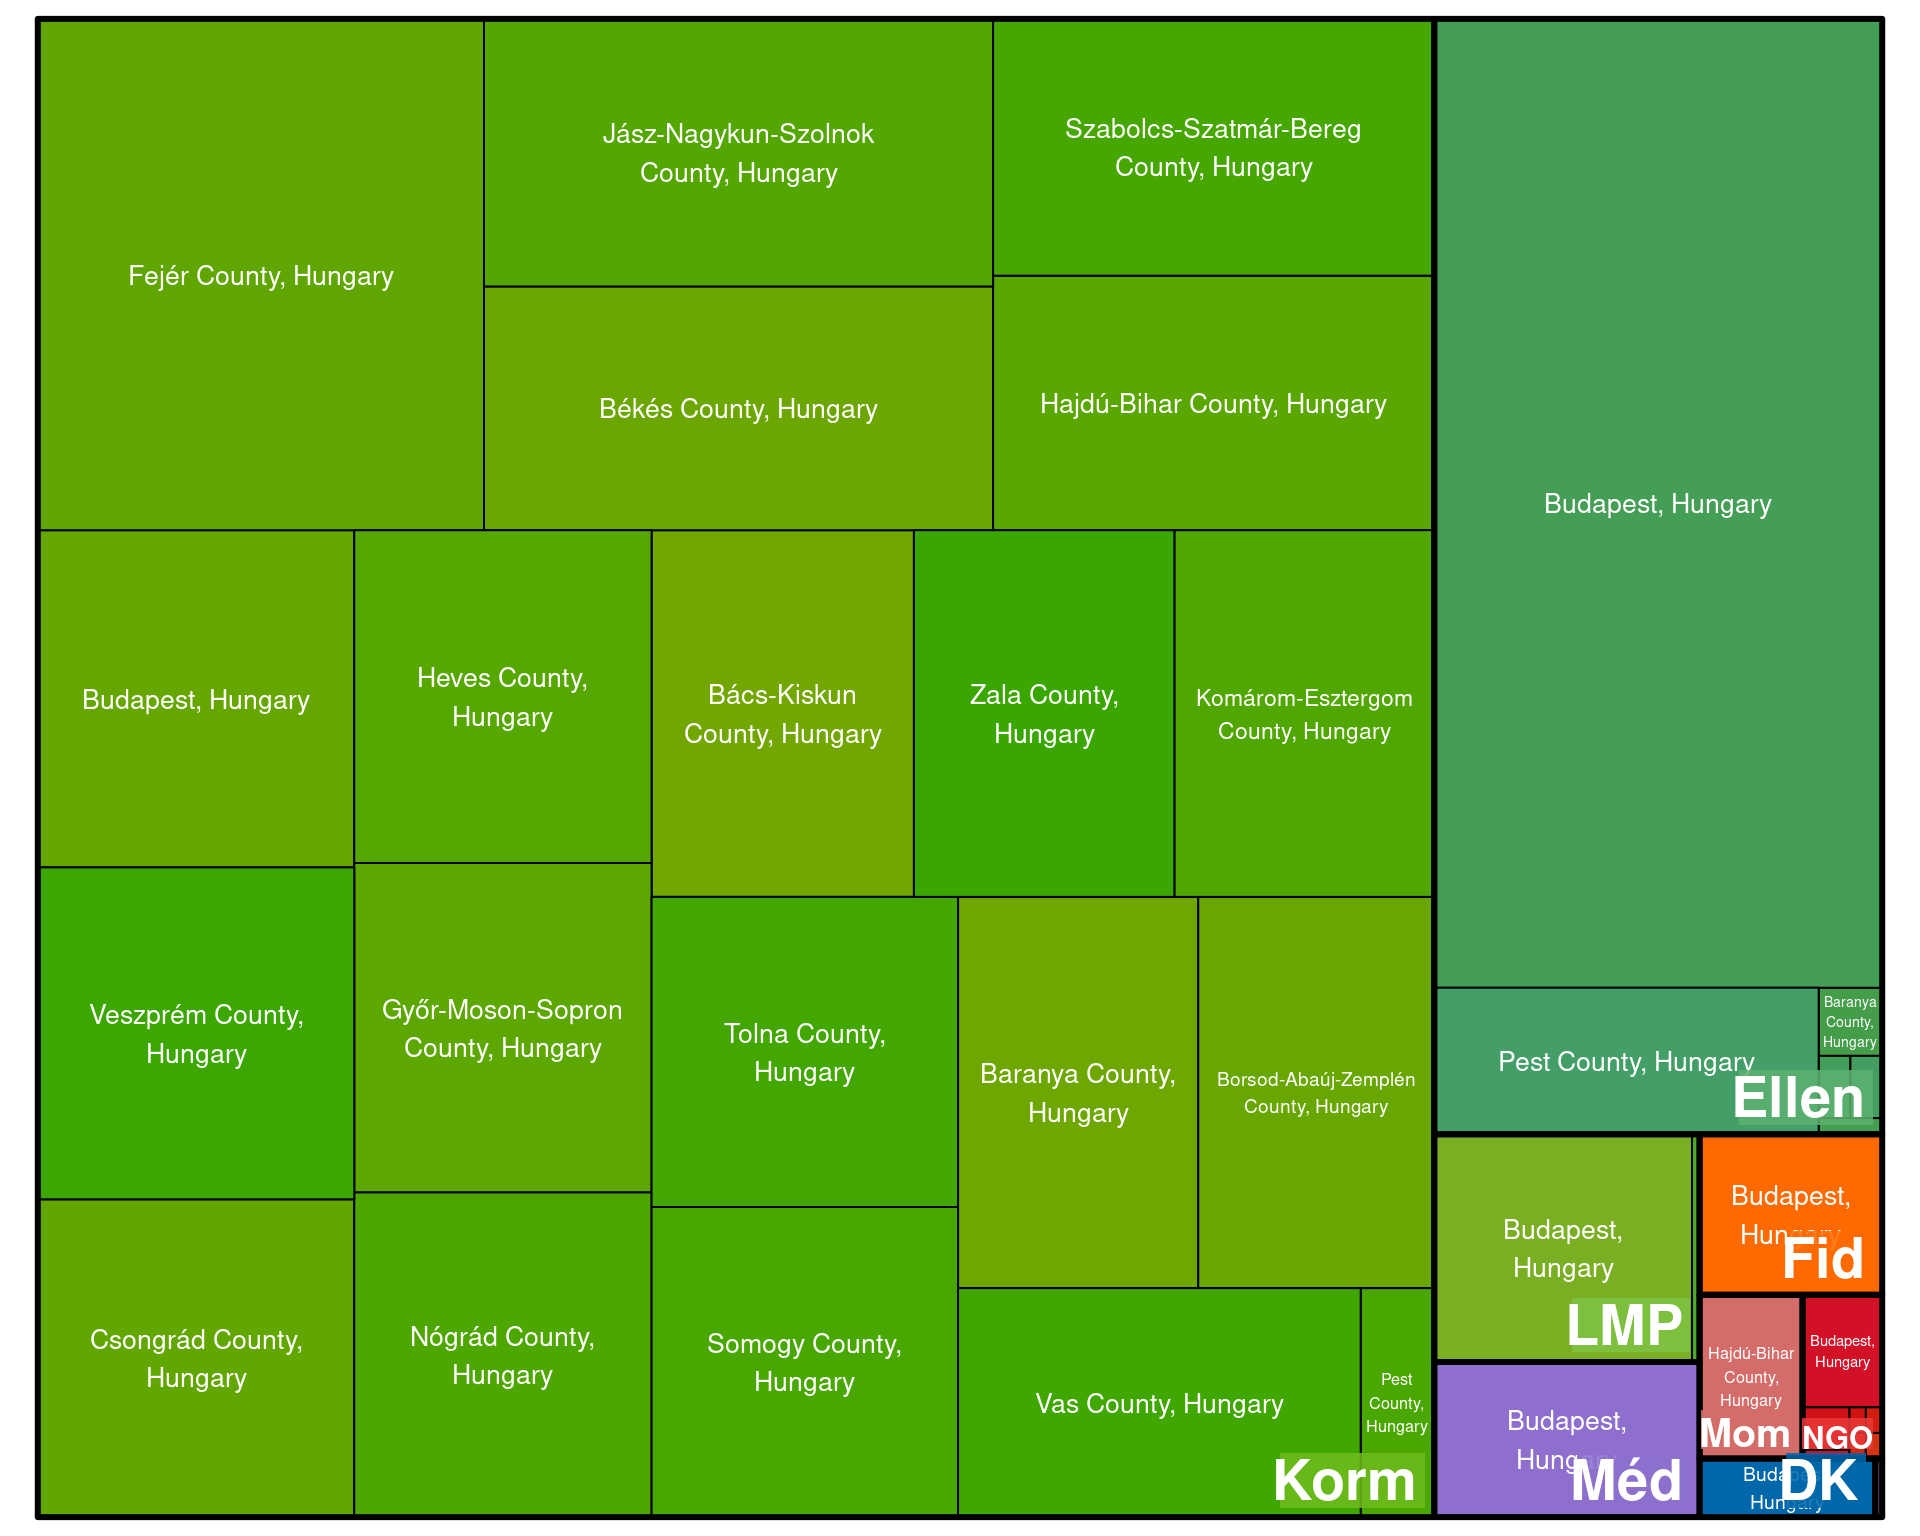 Fejér County, Hungary
Jász-Nagykun-Szolnok
County, Hungary
Szabolcs-Szatmár-Bereg
County, Hungary
Békés County, Hungary
Hajdú-Bihar County, Hungary
Budapest, Hungary
Heves County,
Hungary
Bács-Kiskun
County, Hungary
Zala County,
Hungary
Komárom-Esztergom
County, Hungary
Veszprém County,
Hungary
Győr-Moson-Sopron
County, Hungary
Tolna County,
Hungary
Baranya County,
Hungary
Borsod-Abaúj-Zemplén
County, Hungary
Csongrád County,
Hungary
Nógrád County,
Hungary
Somogy County,
Hungary
Vas County, Hungary
Pest
County,
Hungary
Korm
Budapest, Hungary
Pest County, Hungary
Baranya
County,
Hungary
Ellen
Budapest,
Hungary
LMP
Budapest,
Hungary
Fid
Budapest,
Hungary
Méd
Hajdú-Bihar
County,
Hungary
Mom
Budapest,
Hungary
NGO
Budapest,
Hungary
DK